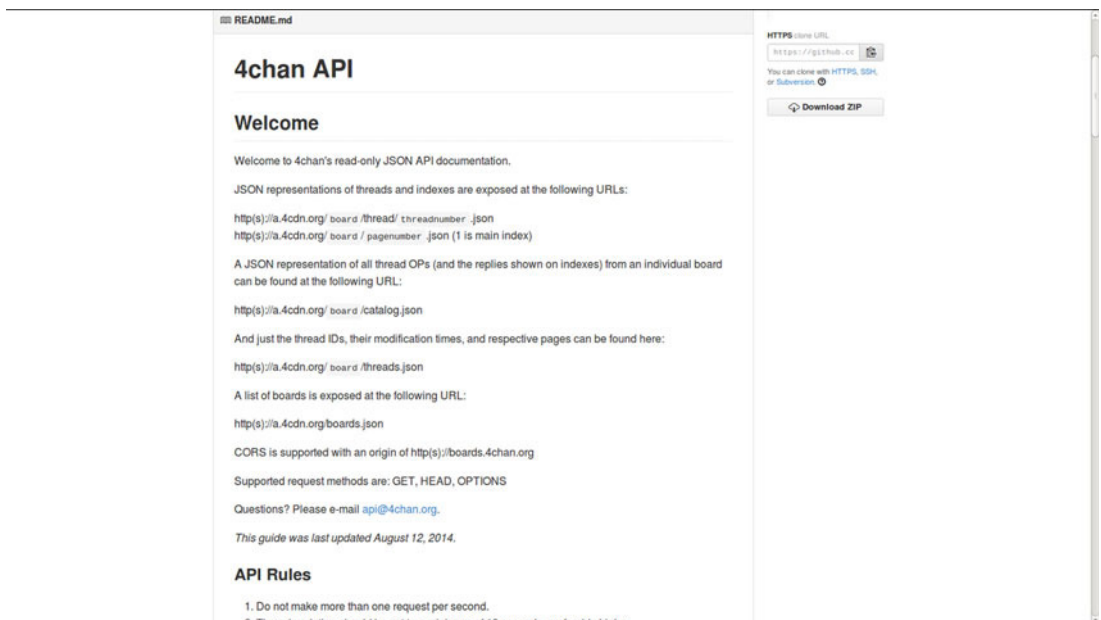 README.md
4chan API
Welcome
Welcome to 4chan's read-only JSON API documentation.
JSON representations of threads and indexes are exposed at the following URLs:
http(s)://a.4cdn.org/ board /thread/ threadnumber .json
http(s)://a.4cdn.org/ board / pagenumber .json (1 is main index)
A JSON representation of all thread OPs (and the replies shown on indexes) from an individual board
can be found at the following URL:
http(s)://a.4cdn.org/ board /catalog.json
And just the thread IDs, their modification times, and respective pages can be found here:
http(s)://a.4cdn.org/ board /threads.json
A list of boards is exposed at the following URL:
http(s)://a.4cdn.org/boards.json
CORS is supported with an origin of http(s)://boards.4chan.org
Supported request methods are: GET, HEAD, OPTIONS
Questions? Please e-mail api@4chan.org.
This guide was last updated August 12, 2014.
API Rules
1. Do not make more than one request per second.
HTTPS clone URL
https://github.cc
You can clone with HTTPS, SSH,
or Subversion.
Download ZIP